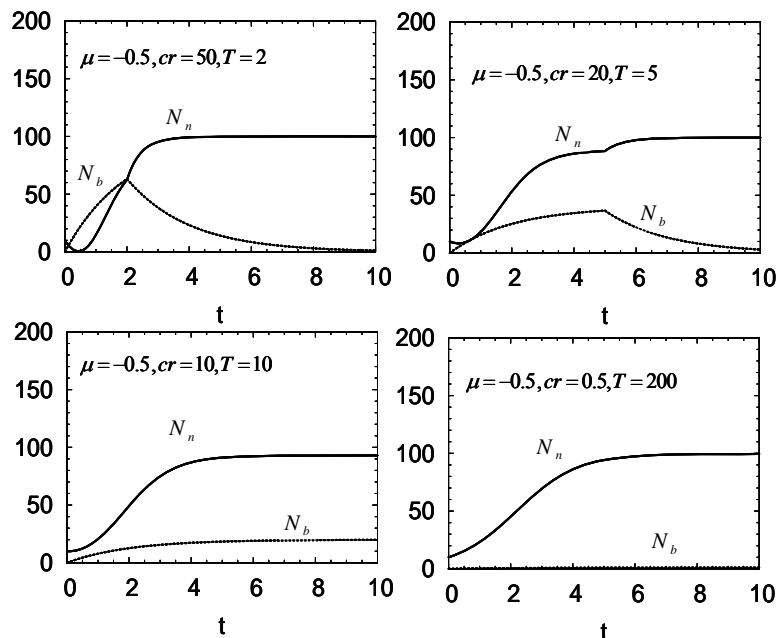 200
μ=−0.5,cr=50,T=2
150
N_n
100
N_b
50
0
0 2 4 6 8 10
t
200
μ=−0.5,cr=20,T=5
150
N_n
100
50
N_b
0
0 2 4 6 8 10
t
200
μ=−0.5,cr=10,T=10
150
N_n
100
50
N_b
0
0 2 4 6 8 10
t
200
μ=−0.5,cr=0.5,T=200
150
N_n
100
50
N_b
0
0 2 4 6 8 10
t